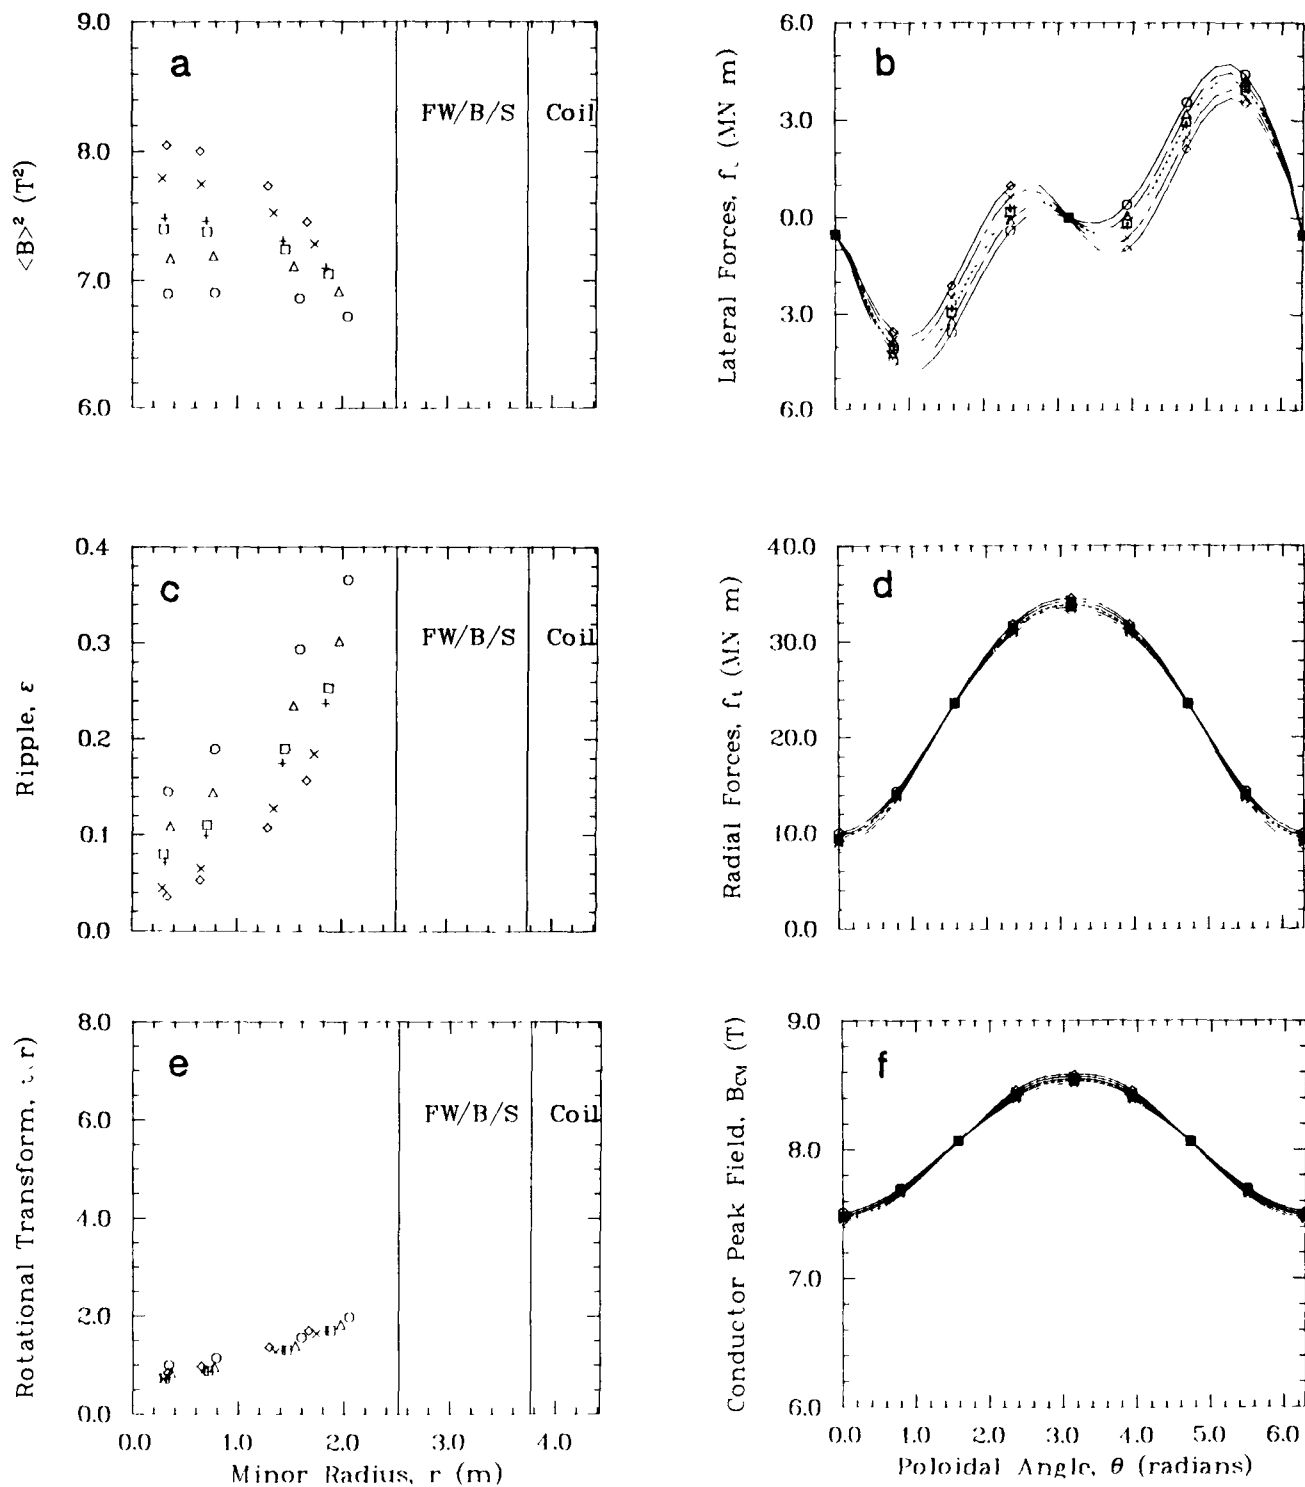 a
9.0
8.0
7.0
6.0
<B>² (T²)
FW/B/S
Coil
b
6.0
3.0
0.0
3.0
6.0
Lateral Forces, (MN m)
c
0.4
0.3
0.2
0.1
0.0
Ripple, ε
FW/B/S
Coil
d
40.0
30.0
20.0
10.0
0.0
Radial Forces, (MN m)
e
8.0
6.0
4.0
2.0
0.0
Rotational Transform,
FW/B/S
Coil
0.0 1.0 2.0 3.0 4.0
Minor Radius, r (m)
f
9.0
8.0
7.0
6.0
Conductor Peak Field, (T)
0.0 1.0 2.0 3.0 4.0 5.0 6.0
Poloidal Angle, θ (radians)